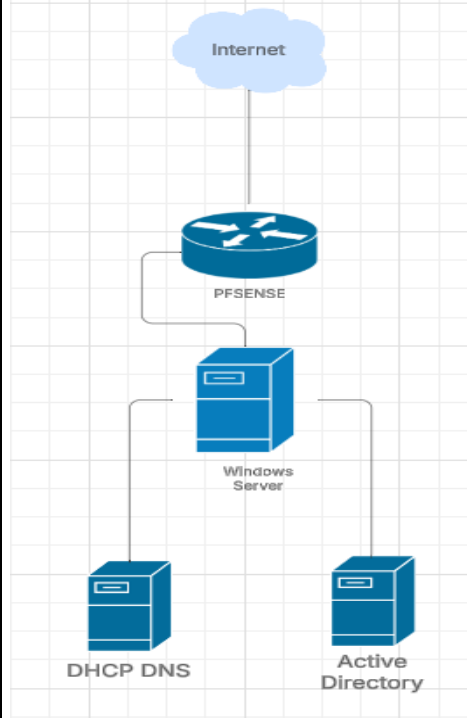 Internet
PFSENSE
Windows
Server
DHCP DNS
Active
Directory